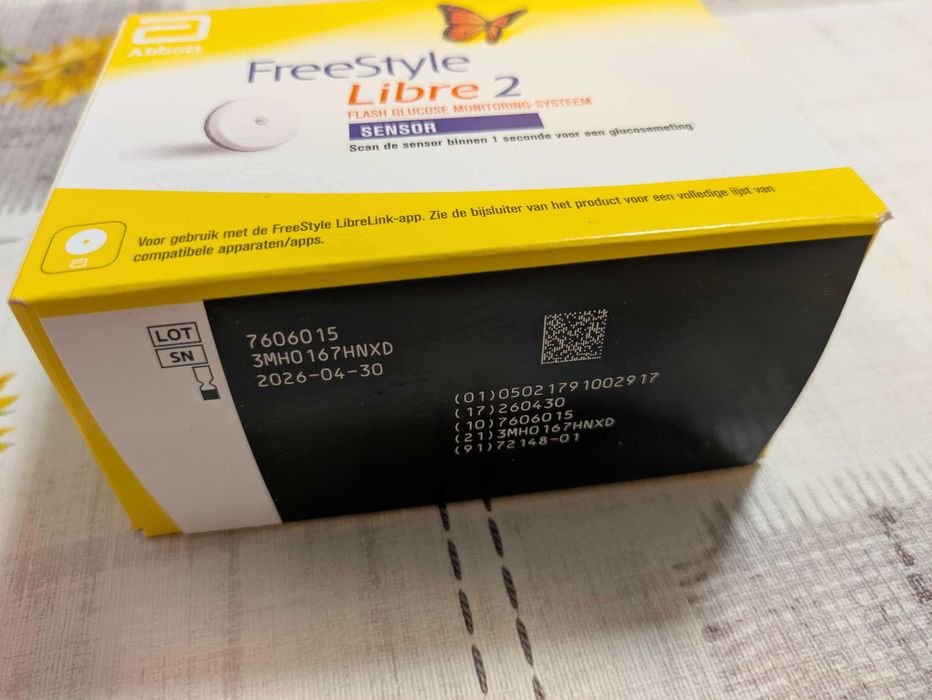 Abbott
FreeStyle
Libre 2
FLASH GLUCOSE MONITORING-SYSTEEM
SENSOR
Scan de sensor binnen 1 seconde voor een glucosemeting
Voor gebruik met de FreeStyle LibreLink-app. Zie de bijsluiter van het product voor een volledige lijst van
compatibele apparaten/apps.
LOT 7606015
SN 3MH0167HNXD
2026-04-30
(01)05021791002917
(17)260430
(10)7606015
(21)3MH0167HNXD
(91)72148-01